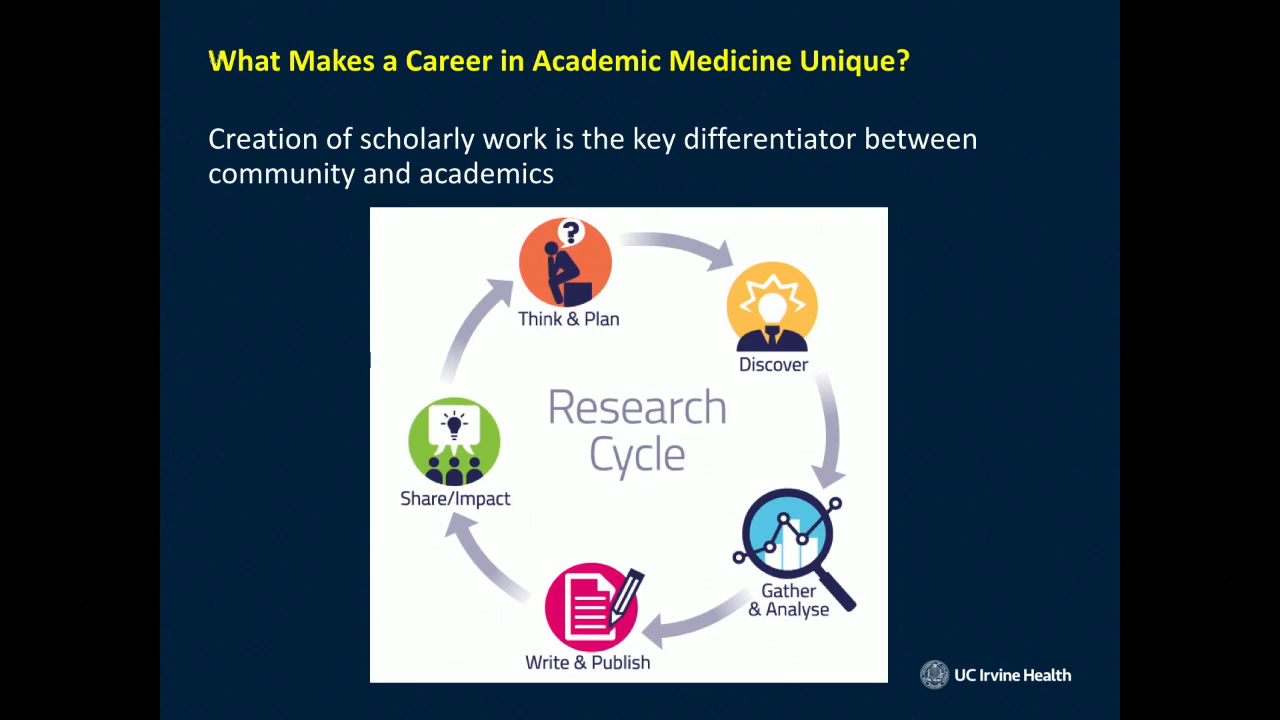 What Makes a Career in Academic Medicine Unique?
Creation of scholarly work is the key differentiator between
community and academics
?
Think & Plan
Discover
Research
Cycle
Share/Impact
Gather
& Analyse
Write & Publish
UC Irvine Health